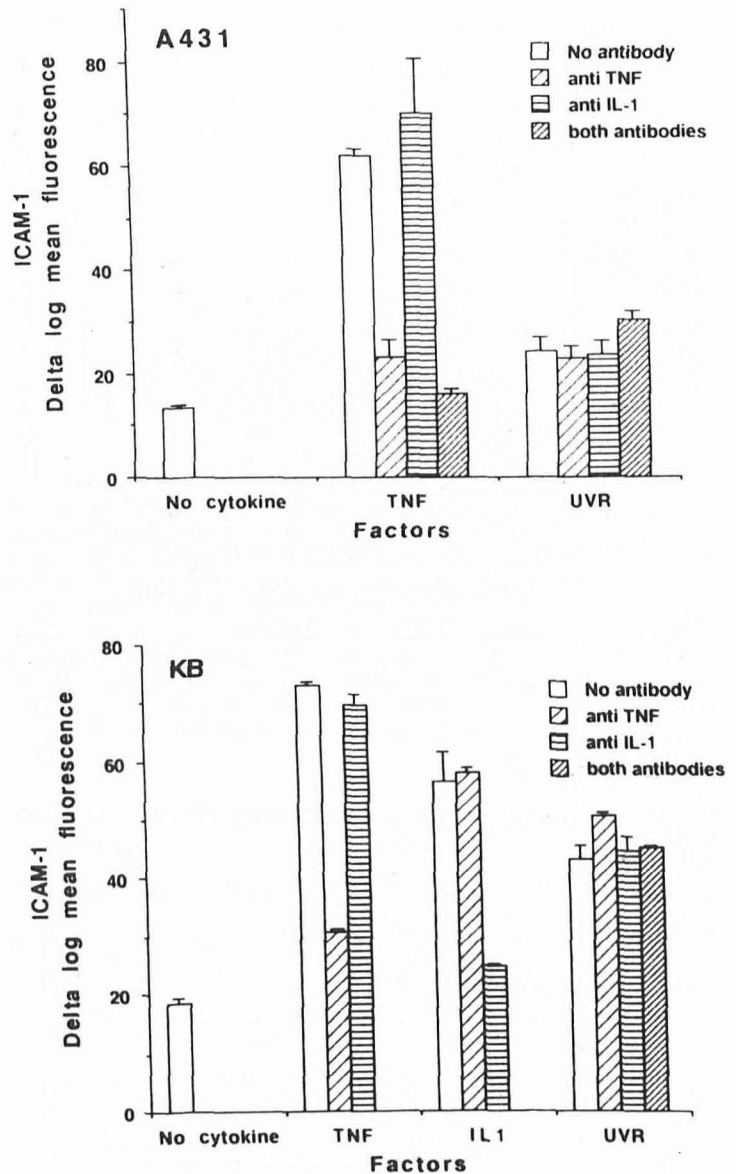 A431
No antibody
anti TNF
anti IL-1
both antibodies
ICAM-1
Delta log mean fluorescence
80
60
40
20
0
No cytokine TNF UVR
Factors
KB
No antibody
anti TNF
anti IL-1
both antibodies
ICAM-1
Delta log mean fluorescence
80
60
40
20
0
No cytokine TNF IL1 UVR
Factors